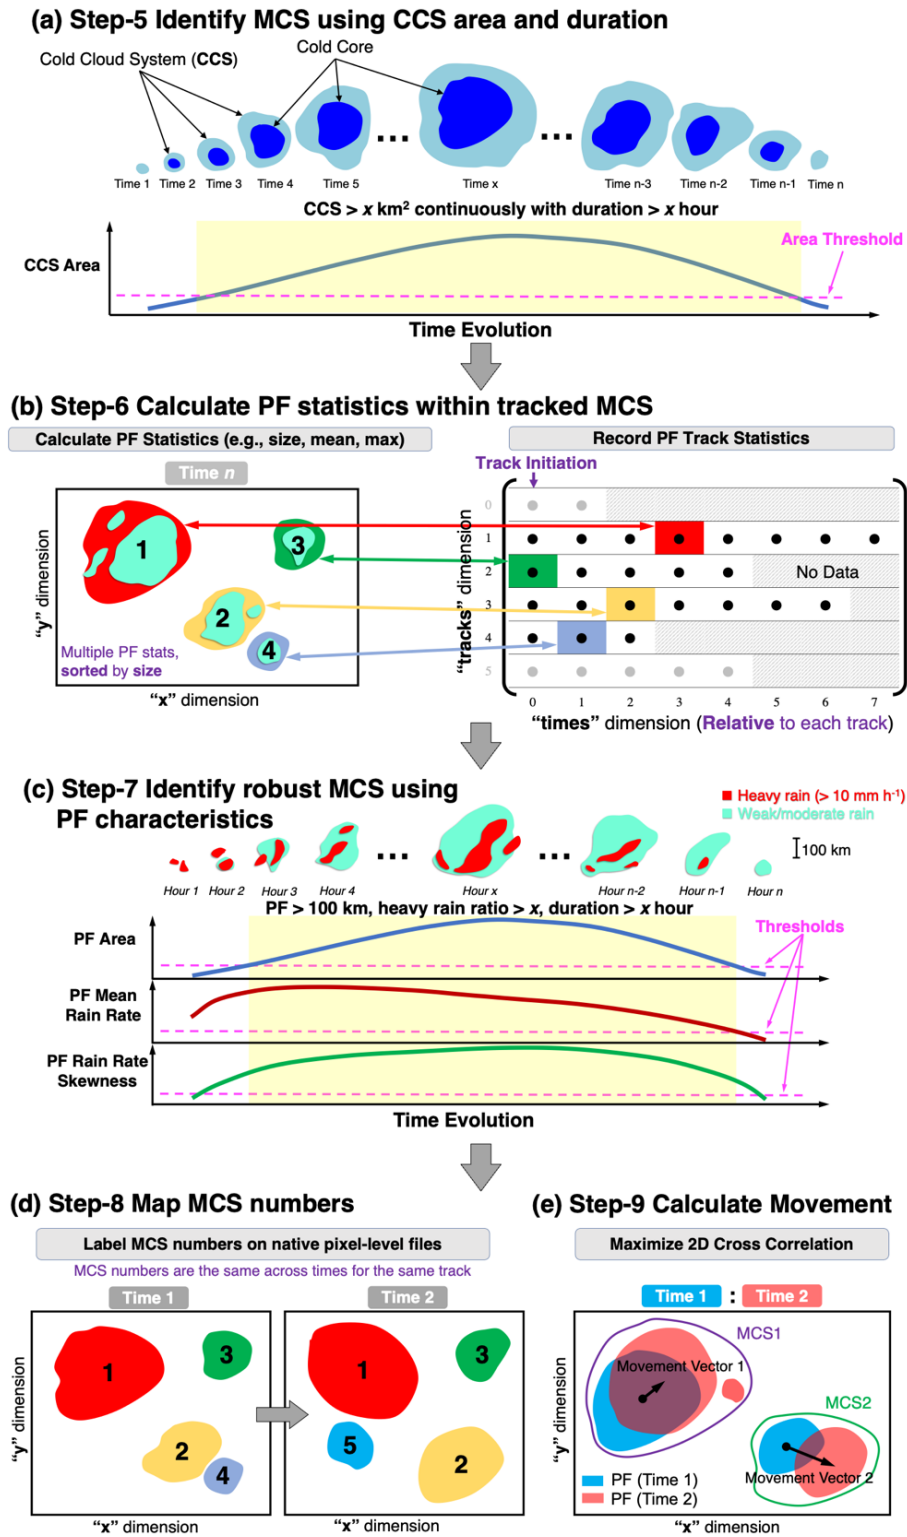 (a) Step-5 Identify MCS using CCS area and duration
Cold Core
Cold Cloud System (CCS)
... ...
Time 1 Time 2 Time 3 Time 4 Time 5 Time x Time n-3 Time n-2 Time n-1 Time n
CCS > x km² continuously with duration > x hour
Area Threshold
CCS Area
Time Evolution
(b) Step-6 Calculate PF statistics within tracked MCS
Calculate PF Statistics (e.g., size, mean, max)
Record PF Track Statistics
Time n
Track Initiation
"y" dimension
1
3
2
4
Multiple PF stats,
sorted by size
"x" dimension
"tracks" dimension
0
1
2
No Data
3
4
5
0 1 2 3 4 5 6 7
"times" dimension (Relative to each track)
(c) Step-7 Identify robust MCS using
PF characteristics
Heavy rain (> 10 mm h⁻¹)
Weak/moderate rain
100 km
... ...
Hour 1 Hour 2 Hour 3 Hour 4 Hour x Hour n-2 Hour n-1 Hour n
PF > 100 km, heavy rain ratio > x, duration > x hour
Thresholds
PF Area
PF Mean
Rain Rate
PF Rain Rate
Skewness
Time Evolution
(d) Step-8 Map MCS numbers
Label MCS numbers on native pixel-level files
MCS numbers are the same across times for the same track
Time 1
Time 2
"y" dimension
1
3
2
4
1
3
5
2
"x" dimension
"x" dimension
(e) Step-9 Calculate Movement
Maximize 2D Cross Correlation
Time 1 : Time 2
"y" dimension
MCS1
Movement Vector 1
MCS2
Movement Vector 2
PF (Time 1)
PF (Time 2)
"x" dimension